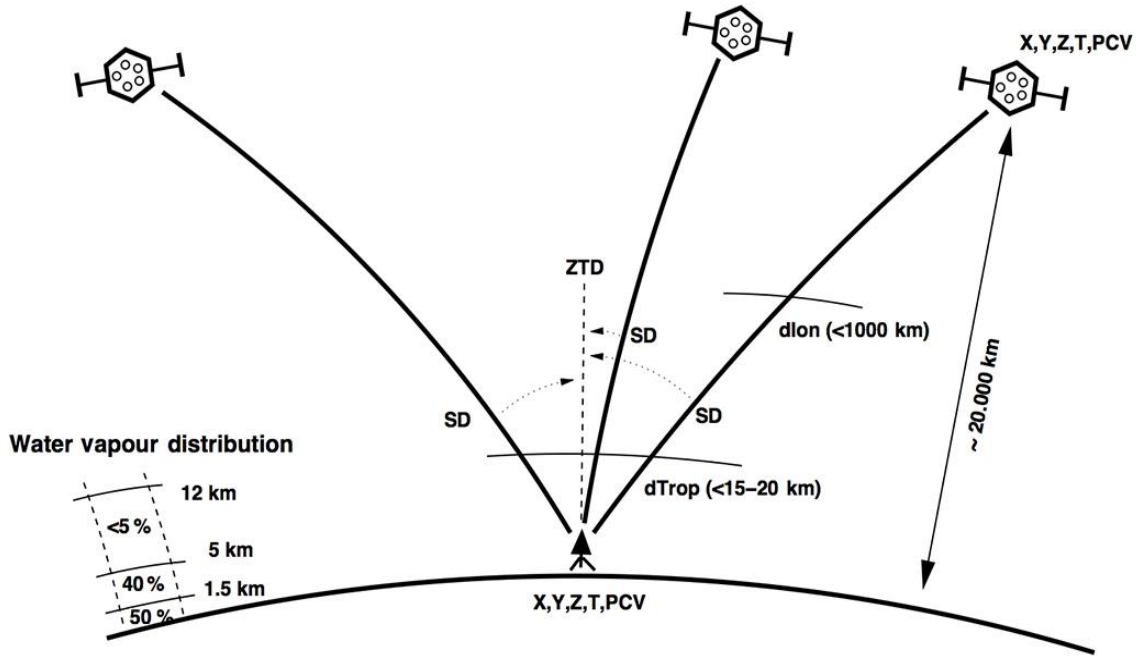 X,Y,Z,T,PCV
ZTD
SD
dIon (<1000 km)
SD
SD
~ 20.000 km
Water vapour distribution
12 km
dTrop (<15–20 km)
<5 %
5 km
40 %
1.5 km
50 %
X,Y,Z,T,PCV